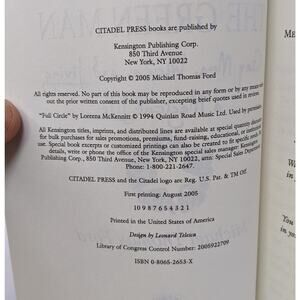 CITADEL PRESS books are published by
Kensington Publishing Corp.
850 Third Avenue
New York, NY 10022
Copyright © 2005 Michael Thomas Ford
All rights reserved. No part of this book may be reproduced in any form or by any means without the prior written consent of the publisher, excepting brief quotes used in reviews.
"Full Circle" by Loreena McKennitt © 1994 Quinlan Road Music Limited
All Kensington titles, imprints, and distributed lines are available at special quantity discounts for bulk purchases for sales promotions, premiums, fund-raising, educational, or institutional use. Special book excerpts or customized printings can also be created to fit specific needs. For details, write or phone the office of the Kensington special sales manager: Kensington Publishing Corp., 850 Third Avenue, New York, NY 10022, attn: Special Sales Department, Phone: 1-800-221-2647.
CITADEL PRESS and the Citadel logo are Reg. U.S. Pat. & TM Off.
First printing: August 2005
10 9 8 7 6 5 4 3 2 1
Printed in the United States of America
Design by Leonard Telesca
Library of Congress Control Number: 2005922709
ISBN 0-8065-2653-X